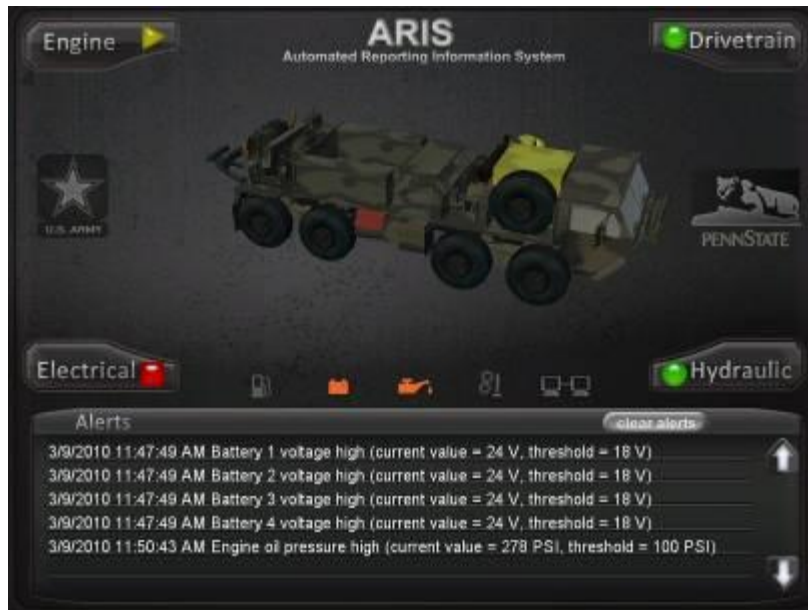 ARIS
Automated Reporting Information System
Engine
Drivetrain
U.S. ARMY
PENNSTATE
Electrical
Hydraulic
Alerts
clear alerts
3/9/2010 11:47:49 AM Battery 1 voltage high (current value = 24 V, threshold = 18 V)
3/9/2010 11:47:49 AM Battery 2 voltage high (current value = 24 V, threshold = 18 V)
3/9/2010 11:47:49 AM Battery 3 voltage high (current value = 24 V, threshold = 18 V)
3/9/2010 11:47:49 AM Battery 4 voltage high (current value = 24 V, threshold = 18 V)
3/9/2010 11:50:43 AM Engine oil pressure high (current value = 278 PSI, threshold = 100 PSI)